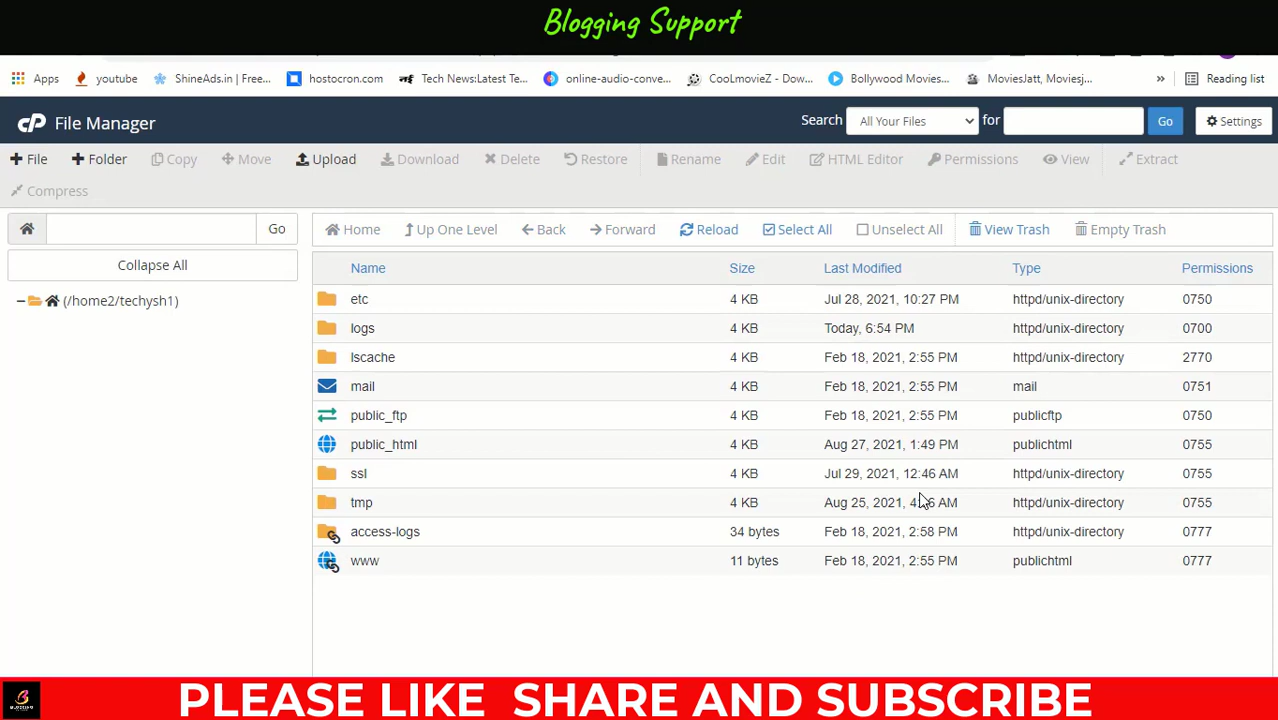 Blogging Support
Apps youtube ShineAds.in | Free... hostocron.com Tech News:Latest Te... online-audio-conve... CooLmovieZ - Dow... Bollywood Movies... MoviesJatt, Moviesj... » Reading list
cP File Manager Search All Your Files for Go Settings
File Folder Copy Move Upload Download Delete Restore Rename Edit HTML Editor Permissions View Extract
Compress
Go Home Up One Level Back Forward Reload Select All Unselect All View Trash Empty Trash
Collapse All
Name Size Last Modified Type Permissions
(/home2/techysh1)
etc 4 KB Jul 28, 2021, 10:27 PM httpd/unix-directory 0750
logs 4 KB Today, 6:54 PM httpd/unix-directory 0700
lscache 4 KB Feb 18, 2021, 2:55 PM httpd/unix-directory 2770
mail 4 KB Feb 18, 2021, 2:55 PM mail 0751
public_ftp 4 KB Feb 18, 2021, 2:55 PM publicftp 0750
public_html 4 KB Aug 27, 2021, 1:49 PM publichtml 0755
ssl 4 KB Jul 29, 2021, 12:46 AM httpd/unix-directory 0755
tmp 4 KB Aug 25, 2021, AM httpd/unix-directory 0755
access-logs 34 bytes Feb 18, 2021, 2:58 PM httpd/unix-directory 0777
www 11 bytes Feb 18, 2021, 2:55 PM publichtml 0777
PLEASE LIKE SHARE AND SUBSCRIBE